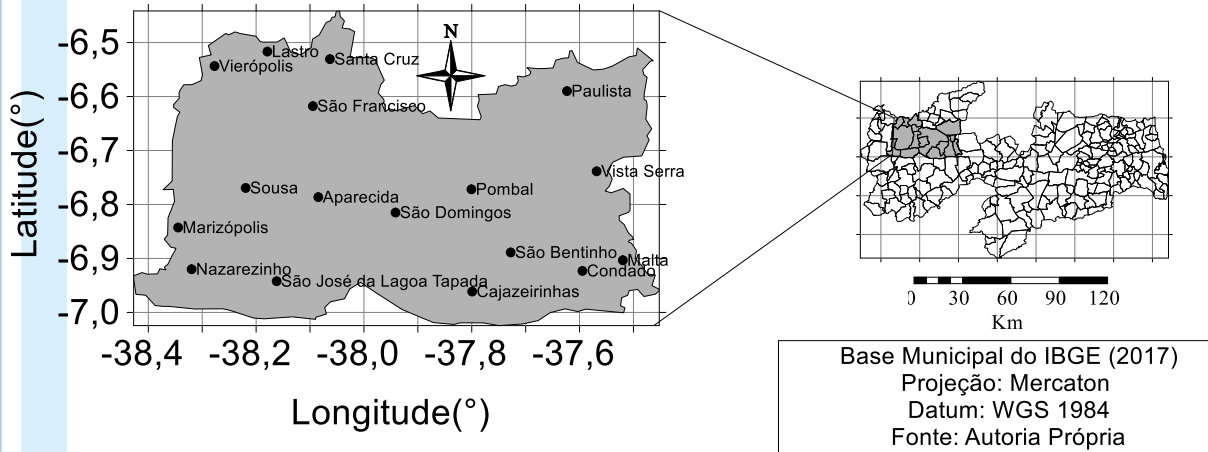 N
Latitude(°)
-6,5
-6,6
-6,7
-6,8
-6,9
-7,0
Lastro
Santa Cruz
Vierópolis
Paulista
São Francisco
Vista Serra
Sousa
Pombal
Aparecida
São Domingos
Marizópolis
São Bentinho
Malta
Nazarezinho
Condado
São José da Lagoa Tapada
Cajazeirinhas
-38,4 -38,2 -38,0 -37,8 -37,6
Longitude(°)
0 30 60 90 120
Km
Base Municipal do IBGE (2017)
Projeção: Mercaton
Datum: WGS 1984
Fonte: Autoria Própria